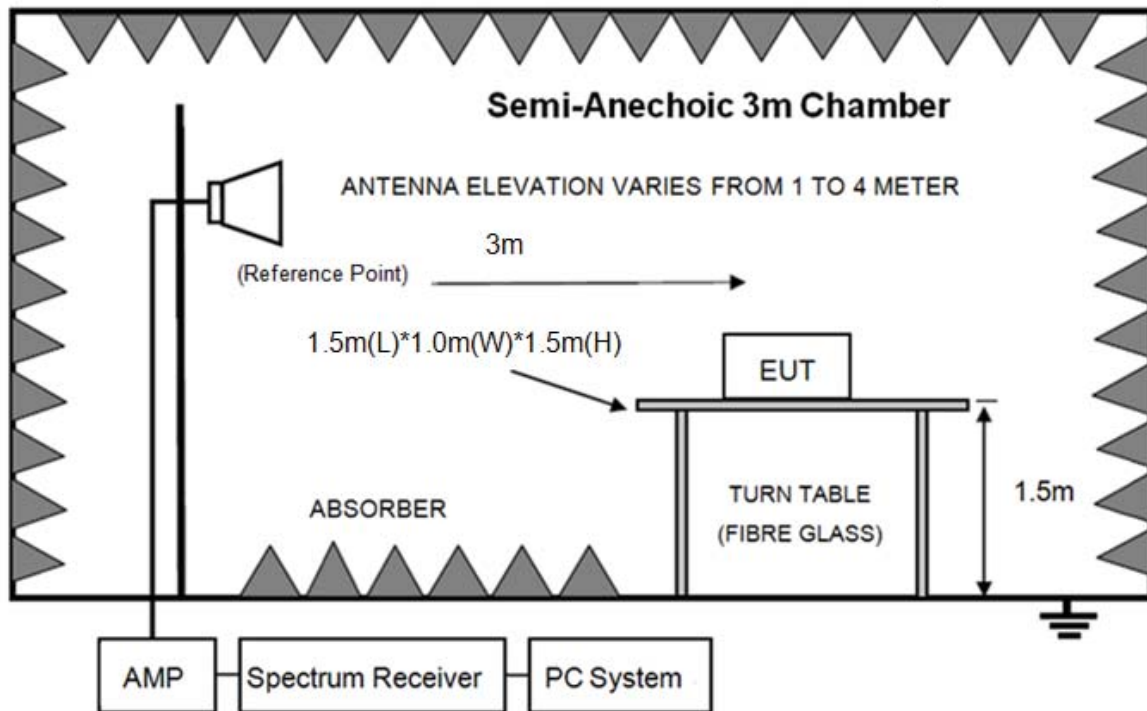 Semi-Anechoic 3m Chamber
ANTENNA ELEVATION VARIES FROM 1 TO 4 METER
3m
(Reference Point)
1.5m(L)*1.0m(W)*1.5m(H)
EUT
1.5m
TURN TABLE
(FIBRE GLASS)
ABSORBER
AMP
Spectrum Receiver
PC System